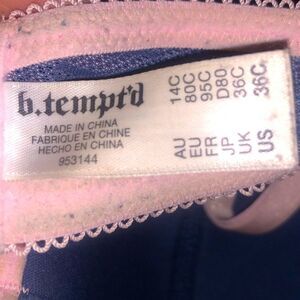 b.tempt'd
MADE IN CHINA
FABRIQUE EN CHINE
HECHO EN CHINA
953144
AU 14C
EU 80C
FR 95C
JP D80
UK 36C
US 36C